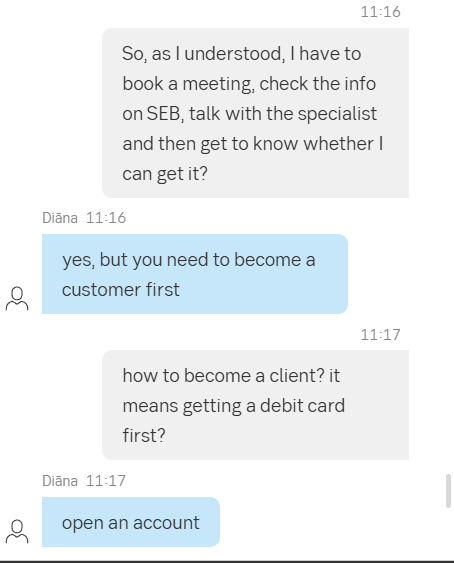 11:16
So, as I understood, I have to
book a meeting, check the info
on SEB, talk with the specialist
and then get to know whether I
can get it?
Diāna 11:16
yes, but you need to become a
customer first
11:17
how to become a client? it
means getting a debit card
first?
Diāna 11:17
open an account